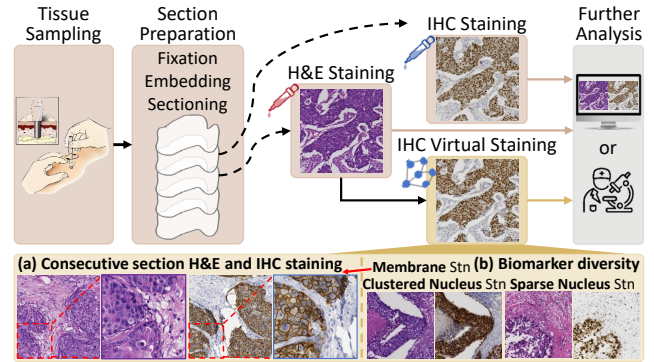 Tissue
Sampling
Section
Preparation
Fixation
Embedding
Sectioning
H&E Staining
IHC Staining
IHC Virtual Staining
Further
Analysis
or
(a) Consecutive section H&E and IHC staining
Membrane Stn
(b) Biomarker diversity
Clustered Nucleus Stn Sparse Nucleus Stn